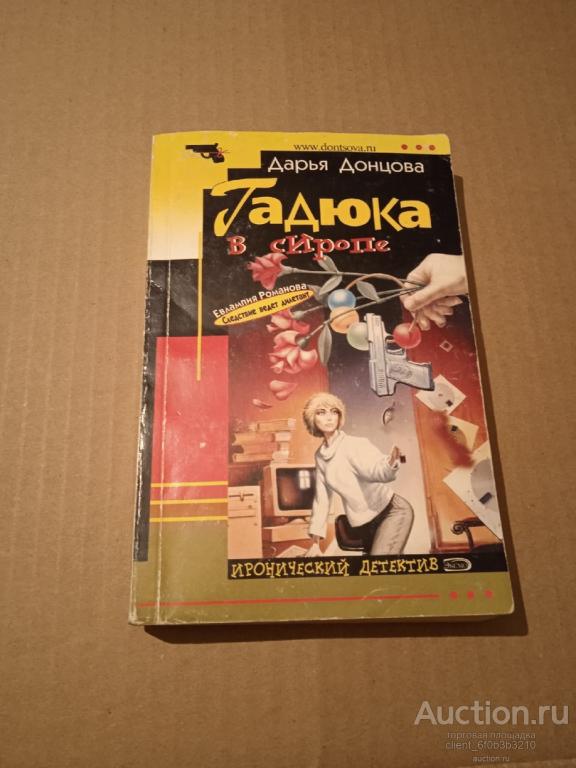 www.dontsova.ru
Дарья Донцова
Гадюка
в сиропе
Евлампия Романова
Следствие ведет дилетант
ИРОНИЧЕСКИЙ ДЕТЕКТИВ
ЭКСМО
Auction.ru
торговая площадка
client_6f0b3b3210
auction.ru